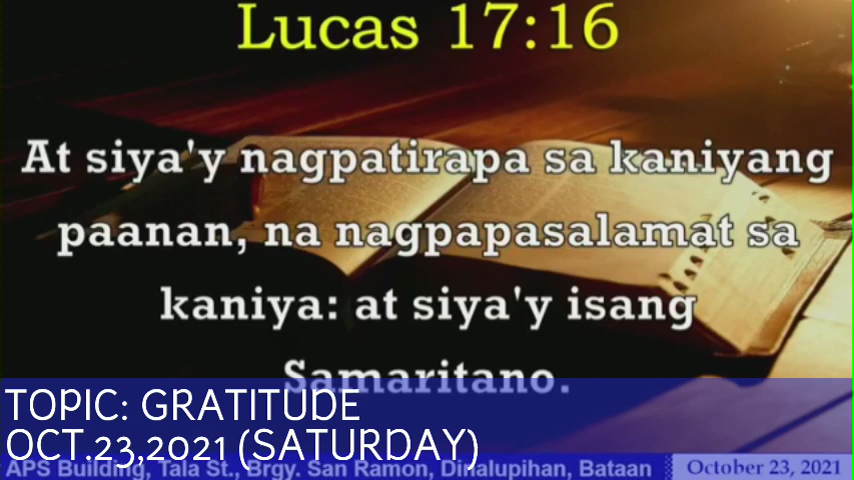 Lucas 17:16
At siya'y nagpatirapa sa kaniyang
paanan, na nagpapasalamat sa
kaniya: at siya'y isang
Samaritano.
TOPIC: GRATITUDE
OCT.23,2021 (SATURDAY)
APS Building, Tala St., Brgy. San Ramon, Dinalupihan, Bataan
October 23, 2021